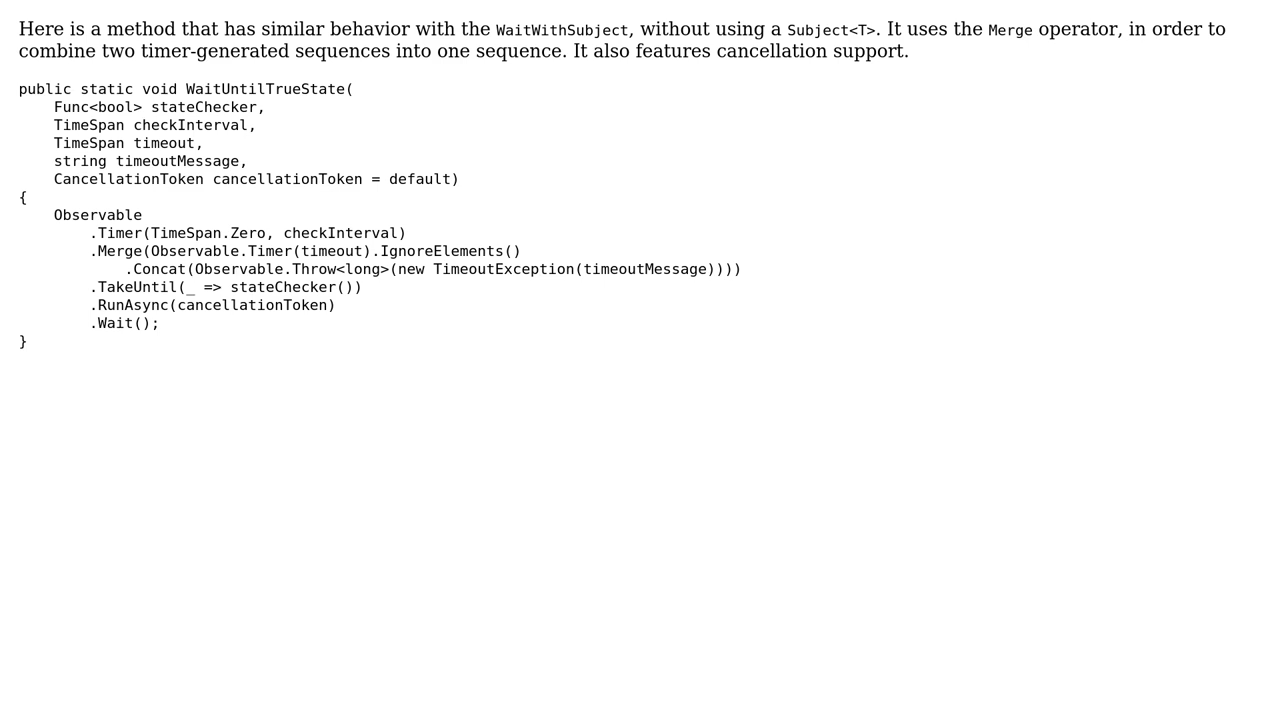 Here is a method that has similar behavior with the WaitWithSubject, without using a Subject<T>. It uses the Merge operator, in order to
combine two timer-generated sequences into one sequence. It also features cancellation support.
public static void WaitUntilTrueState(
    Func<bool> stateChecker,
    TimeSpan checkInterval,
    TimeSpan timeout,
    string timeoutMessage,
    CancellationToken cancellationToken = default)
{
    Observable
        .Timer(TimeSpan.Zero, checkInterval)
        .Merge(Observable.Timer(timeout).IgnoreElements()
            .Concat(Observable.Throw<long>(new TimeoutException(timeoutMessage))))
        .TakeUntil(_ => stateChecker())
        .RunAsync(cancellationToken)
        .Wait();
}